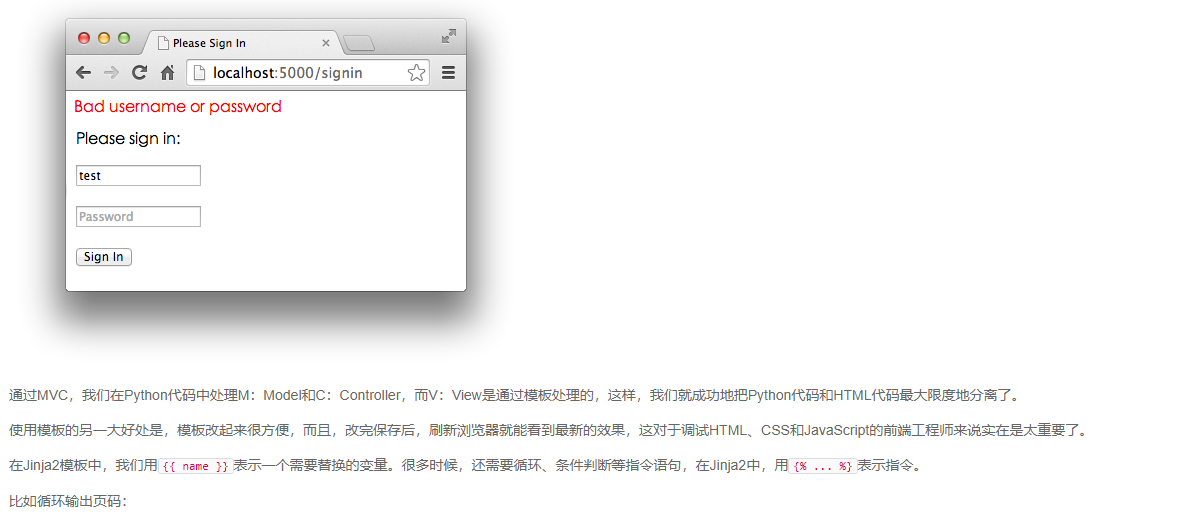 Please Sign In
localhost:5000/signin
Bad username or password
Please sign in:
test
Password
Sign In
通过MVC，我们在Python代码中处理M：Model和C：Controller，而V：View是通过模板处理的，这样，我们就成功地把Python代码和HTML代码最大限度地分离了。
使用模板的另一大好处是，模板改起来很方便，而且，改完保存后，刷新浏览器就能看到最新的效果，这对于调试HTML、CSS和JavaScript的前端工程师来说实在是太重要了。
在Jinja2模板中，我们用{{ name }}表示一个需要替换的变量。很多时候，还需要循环、条件判断等指令语句，在Jinja2中，用{% ... %}表示指令。
比如循环输出页码：